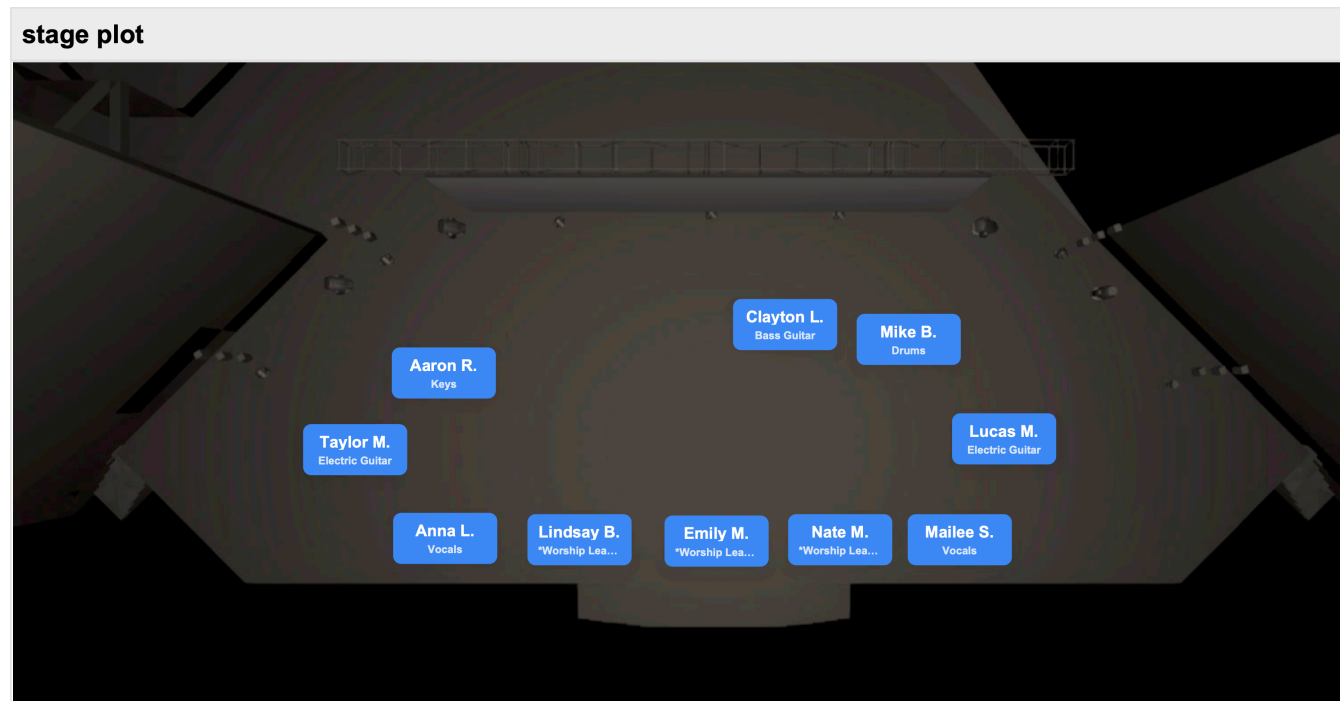 stage plot
Clayton L.
Bass Guitar
Mike B.
Drums
Aaron R.
Keys
Taylor M.
Electric Guitar
Lucas M.
Electric Guitar
Anna L.
Vocals
Lindsay B.
*Worship Lea...
Emily M.
*Worship Lea...
Nate M.
*Worship Lea...
Mailee S.
Vocals